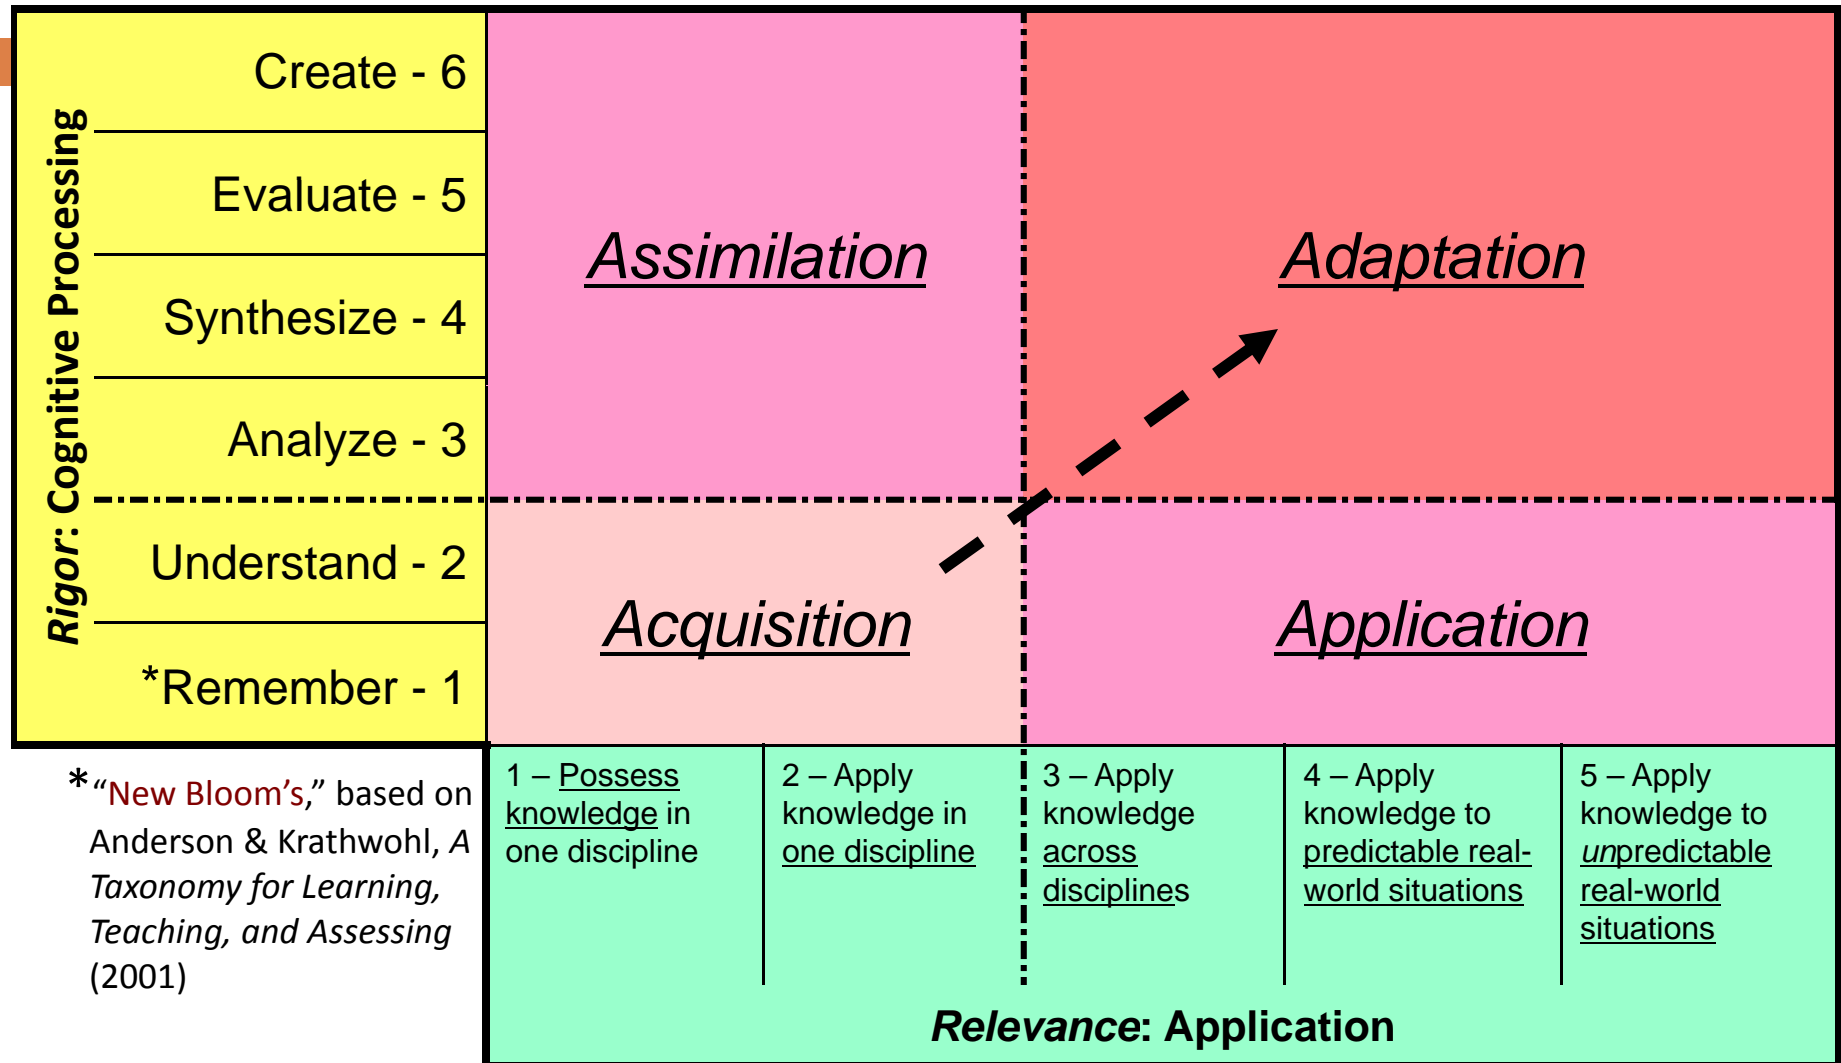 Rigor: Cognitive Processing
Create - 6
Evaluate - 5
Synthesize - 4
Analyze - 3
Understand - 2
*Remember - 1
Assimilation
Adaptation
Acquisition
Application
*“New Bloom’s,” based on
Anderson & Krathwohl, A
Taxonomy for Learning,
Teaching, and Assessing
(2001)
1 – Possess
knowledge in
one discipline
2 – Apply
knowledge in
one discipline
3 – Apply
knowledge
across
disciplines
4 – Apply
knowledge to
predictable real-
world situations
5 – Apply
knowledge to
unpredictable
real-world
situations
Relevance: Application